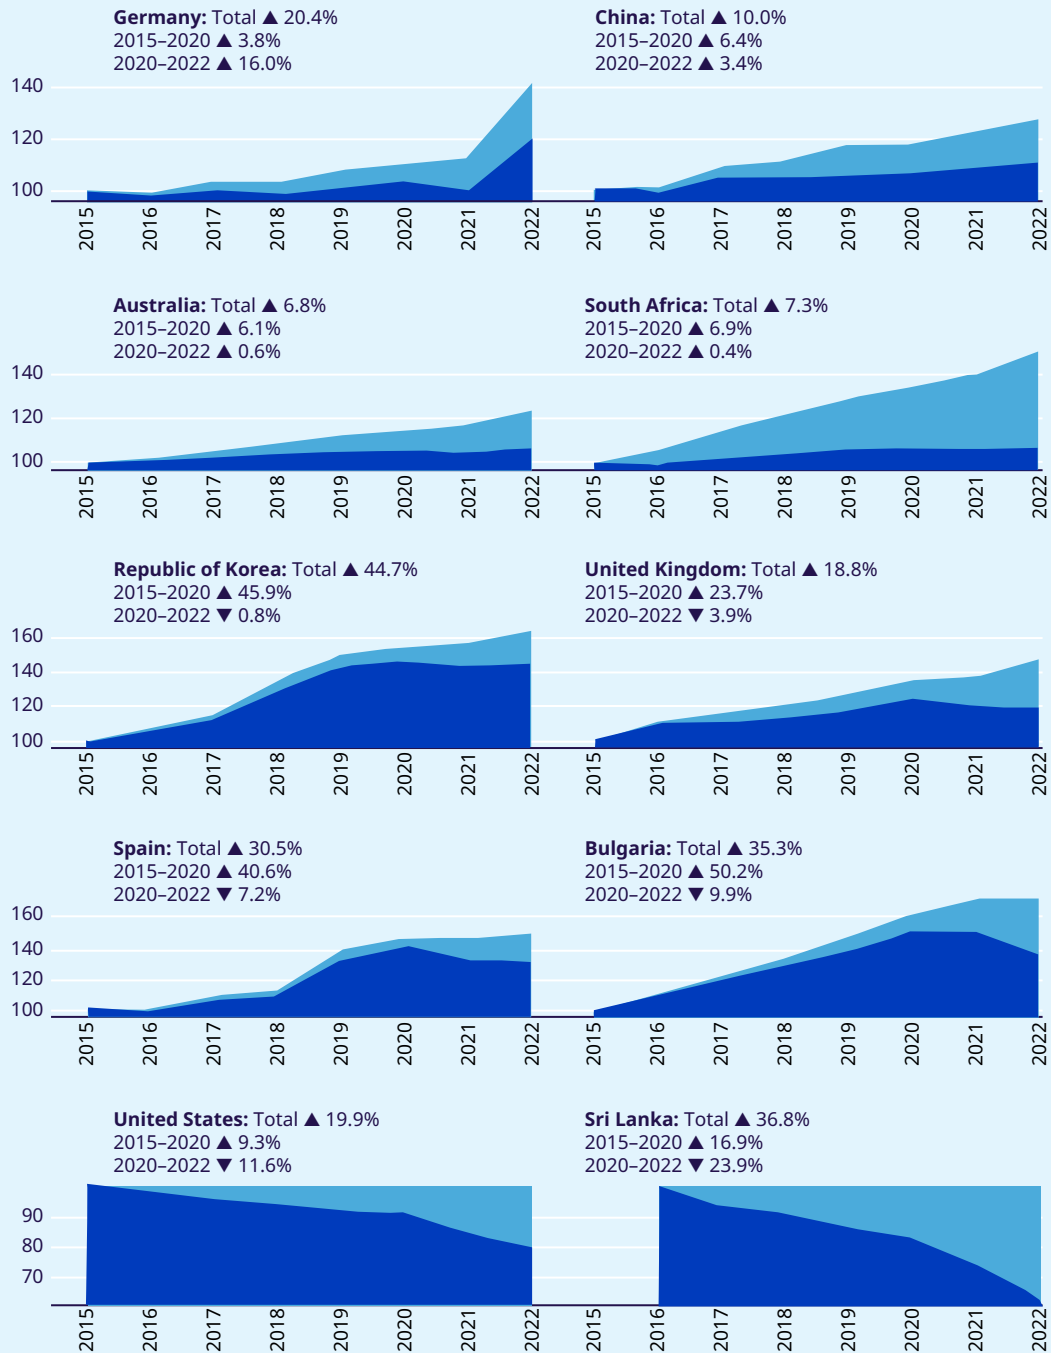 Germany: Total ▲ 20.4%
2015–2020 ▲ 3.8%
2020–2022 ▲ 16.0%
China: Total ▲ 10.0%
2015–2020 ▲ 6.4%
2020–2022 ▲ 3.4%
140
120
100
2015 2016 2017 2018 2019 2020 2021 2022
2015 2016 2017 2018 2019 2020 2021 2022
Australia: Total ▲ 6.8%
2015–2020 ▲ 6.1%
2020–2022 ▲ 0.6%
South Africa: Total ▲ 7.3%
2015–2020 ▲ 6.9%
2020–2022 ▲ 0.4%
140
120
100
2015 2016 2017 2018 2019 2020 2021 2022
2015 2016 2017 2018 2019 2020 2021 2022
Republic of Korea: Total ▲ 44.7%
2015–2020 ▲ 45.9%
2020–2022 ▼ 0.8%
United Kingdom: Total ▲ 18.8%
2015–2020 ▲ 23.7%
2020–2022 ▼ 3.9%
160
140
120
100
2015 2016 2017 2018 2019 2020 2021 2022
2015 2016 2017 2018 2019 2020 2021 2022
Spain: Total ▲ 30.5%
2015–2020 ▲ 40.6%
2020–2022 ▼ 7.2%
Bulgaria: Total ▲ 35.3%
2015–2020 ▲ 50.2%
2020–2022 ▼ 9.9%
160
140
120
100
2015 2016 2017 2018 2019 2020 2021 2022
2015 2016 2017 2018 2019 2020 2021 2022
United States: Total ▲ 19.9%
2015–2020 ▲ 9.3%
2020–2022 ▼ 11.6%
Sri Lanka: Total ▲ 36.8%
2015–2020 ▲ 16.9%
2020–2022 ▼ 23.9%
90
80
70
2015 2016 2017 2018 2019 2020 2021 2022
2015 2016 2017 2018 2019 2020 2021 2022